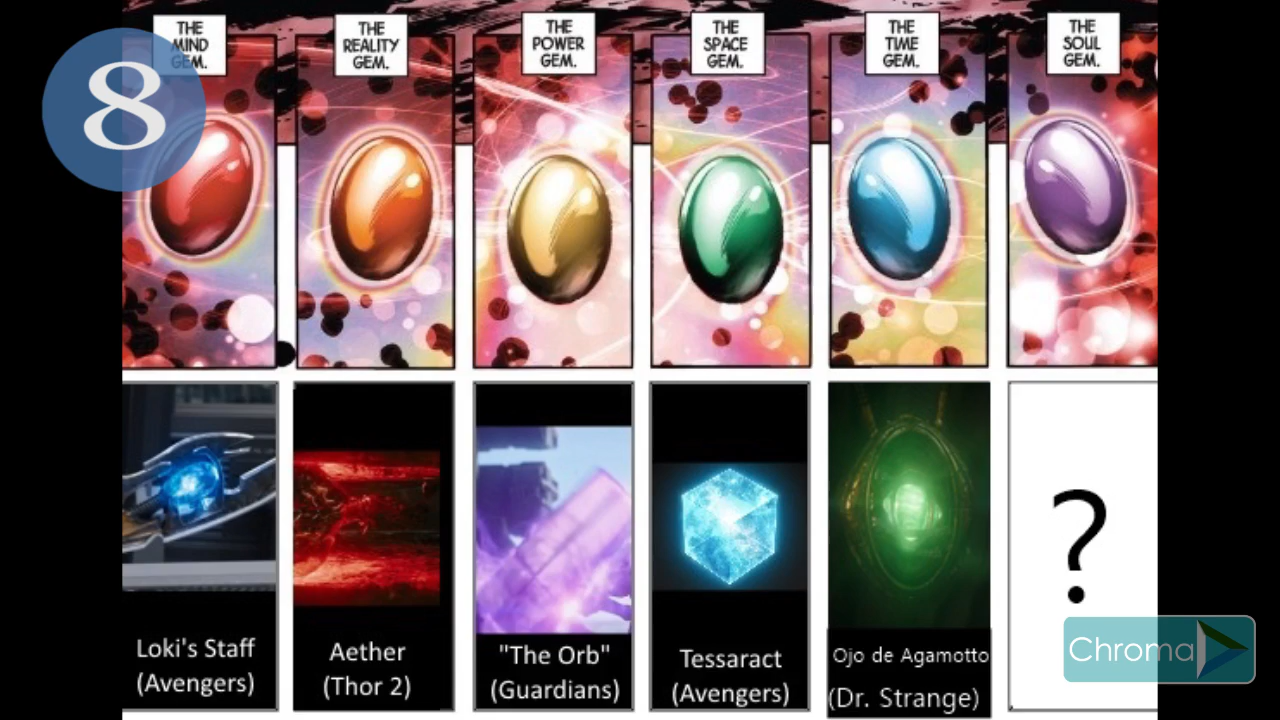 8
THE
MIND
GEM.
THE
REALITY
GEM.
THE
POWER
GEM.
THE
SPACE
GEM.
THE
TIME
GEM.
THE
SOUL
GEM.
Loki's Staff
(Avengers)
Aether
(Thor 2)
"The Orb"
(Guardians)
Tessaract
(Avengers)
Ojo de Agamotto
(Dr. Strange)
?
Chroma